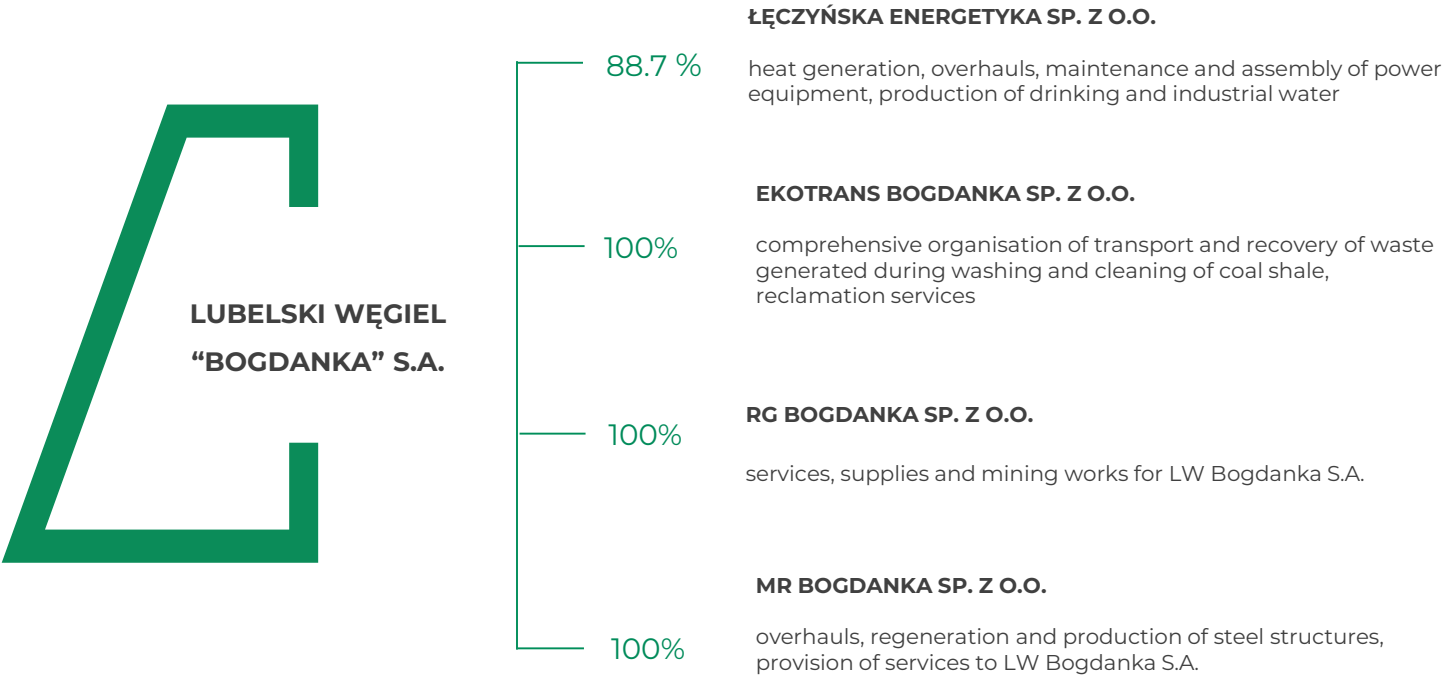 LUBELSKI WĘGIEL
“BOGDANKA” S.A.
88.7 %
ŁĘCZYŃSKA ENERGETYKA SP. Z O.O.
heat generation, overhauls, maintenance and assembly of power
equipment, production of drinking and industrial water
100%
EKOTRANS BOGDANKA SP. Z O.O.
comprehensive organisation of transport and recovery of waste
generated during washing and cleaning of coal shale,
reclamation services
100%
RG BOGDANKA SP. Z O.O.
services, supplies and mining works for LW Bogdanka S.A.
100%
MR BOGDANKA SP. Z O.O.
overhauls, regeneration and production of steel structures,
provision of services to LW Bogdanka S.A.